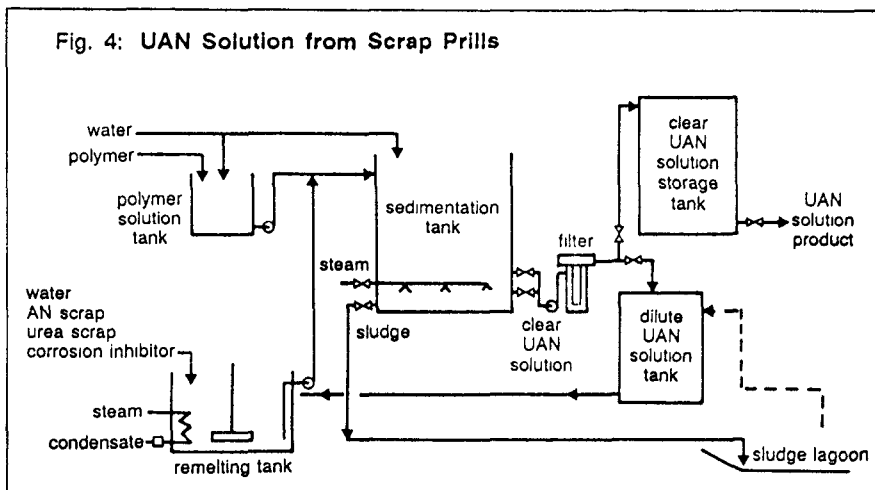 Fig. 4: UAN Solution from Scrap Prills
water
polymer
polymer
solution
tank
sedimentation
tank
clear
UAN
solution
storage
tank
UAN
solution
product
filter
steam
sludge
clear
UAN
solution
dilute
UAN
solution
tank
water
AN scrap
urea scrap
corrosion inhibitor
steam
condensate
remelting tank
sludge lagoon